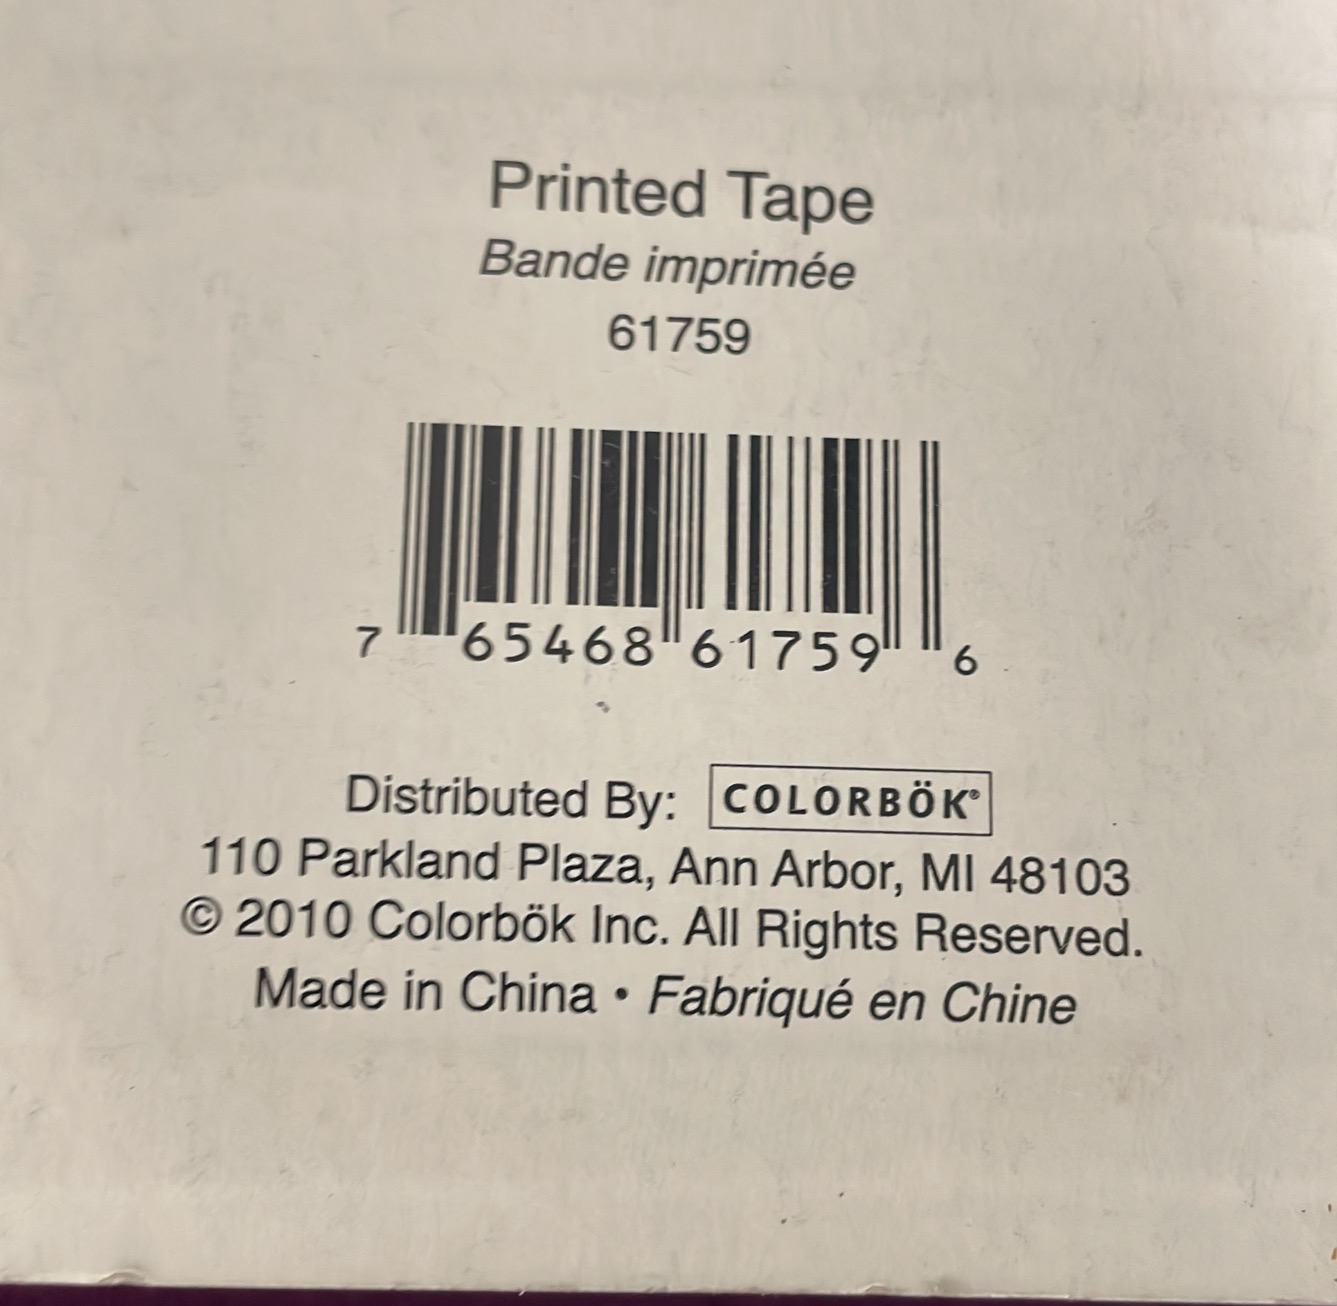 Printed Tape
Bande imprimée
61759
7 65468 61759 6
Distributed By: COLORBÖK®
110 Parkland Plaza, Ann Arbor, MI 48103
© 2010 Colorbök Inc. All Rights Reserved.
Made in China • Fabriqué en Chine